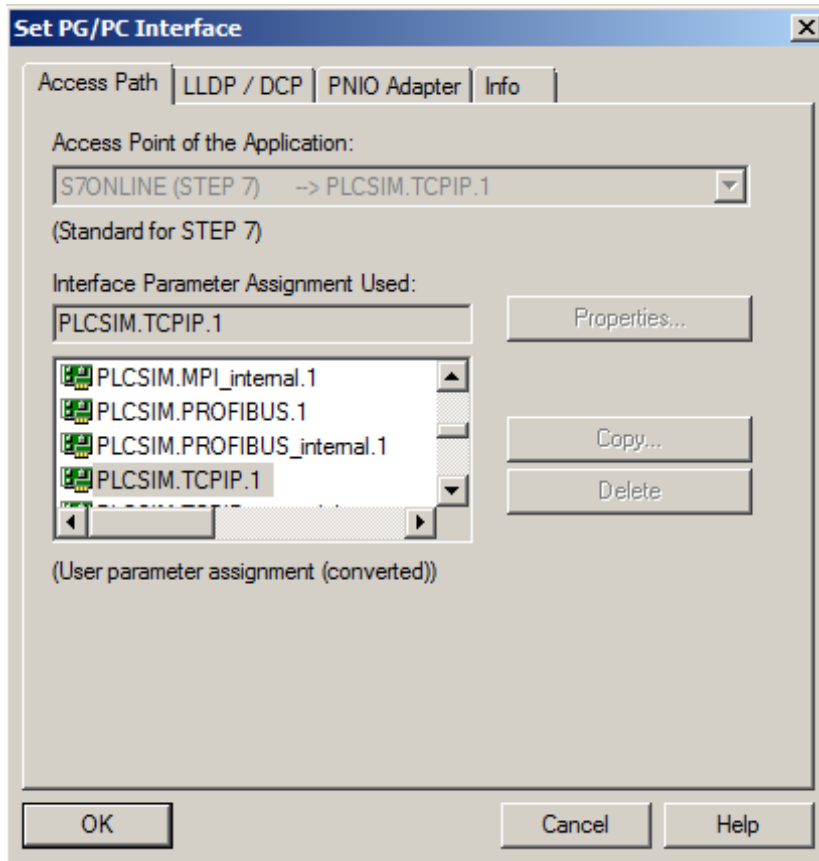 Set PG/PC Interface
Access Path
LLDP / DCP
PNIO Adapter
Info
Access Point of the Application:
S7ONLINE (STEP 7) --> PLCSIM.TCPIP.1
(Standard for STEP 7)
Interface Parameter Assignment Used:
PLCSIM.TCPIP.1
Properties...
PLCSIM.MPI_internal.1
PLCSIM.PROFIBUS.1
PLCSIM.PROFIBUS_internal.1
PLCSIM.TCPIP.1
Copy...
Delete
(User parameter assignment (converted))
OK
Cancel
Help